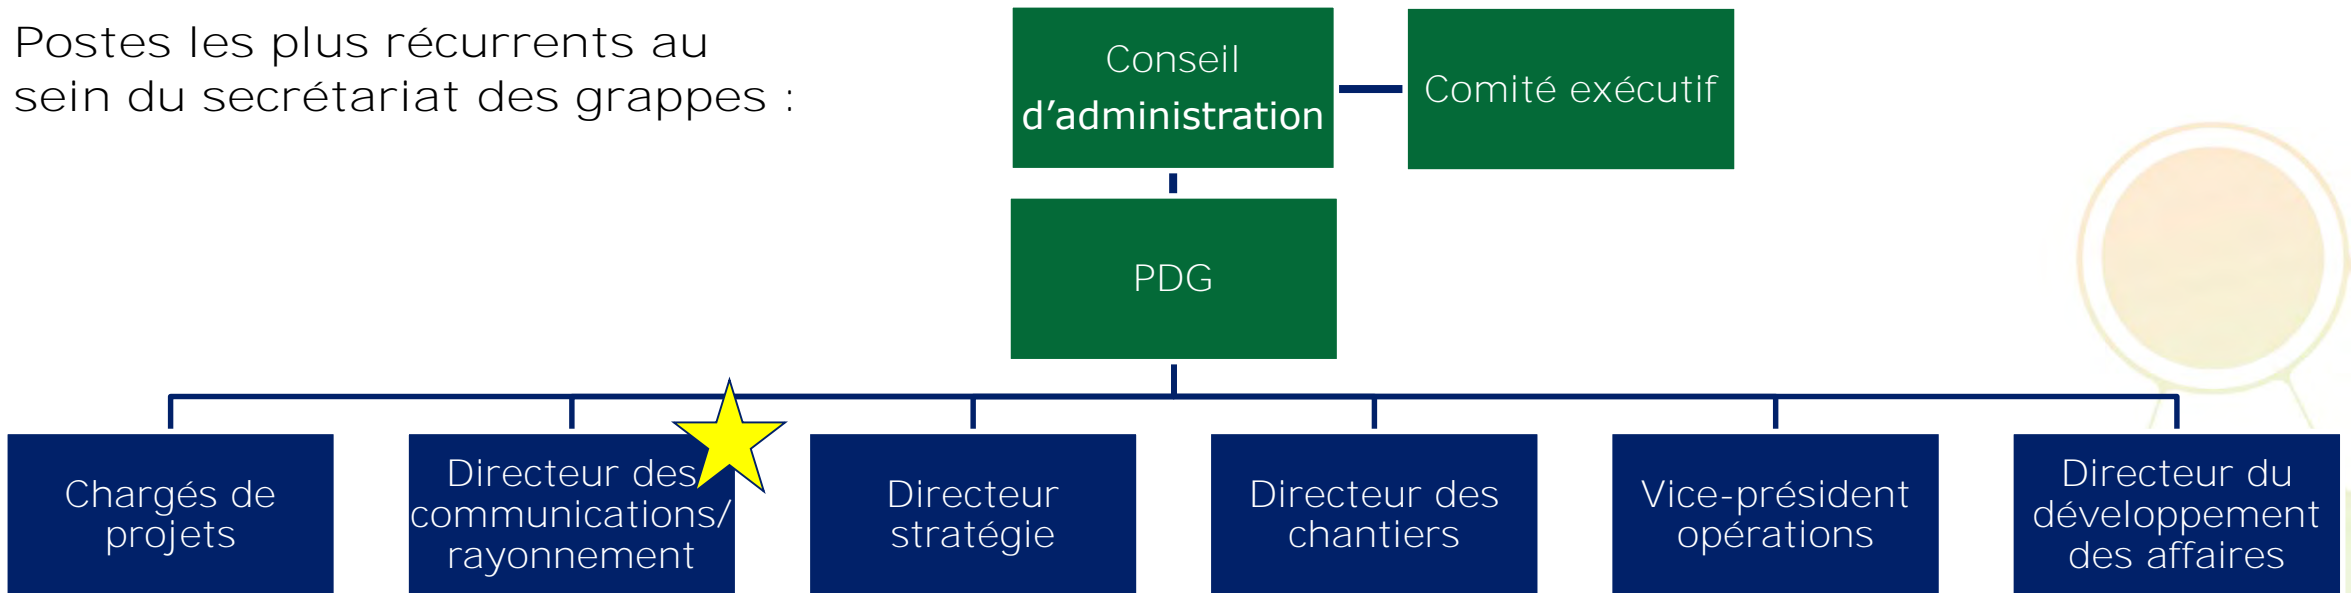 Postes les plus récurrents au
sein du secrétariat des grappes :
Conseil
d’administration
Comité exécutif
PDG
Chargés de
projets
Directeur des
communications/
rayonnement
Directeur
stratégie
Directeur des
chantiers
Vice-président
opérations
Directeur du
développement
des affaires